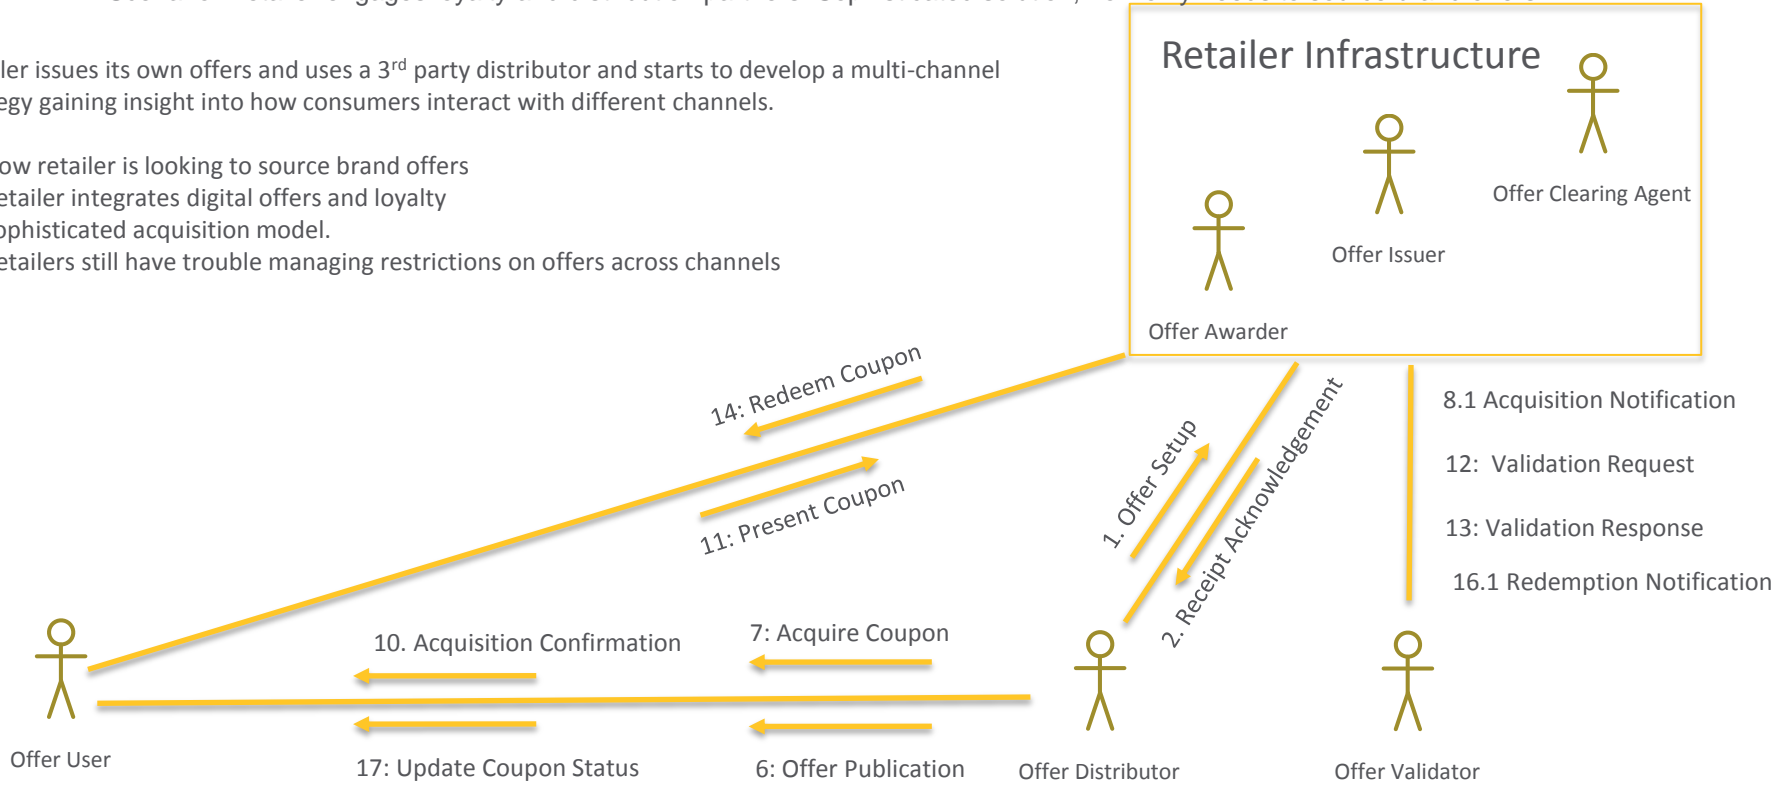 Retailer Infrastructure
ler issues its own offers and uses a 3rd party distributor and starts to develop a multi-channel
egy gaining insight into how consumers interact with different channels.
ow retailer is looking to source brand offers
etailer integrates digital offers and loyalty
ophisticated acquisition model.
etailers still have trouble managing restrictions on offers across channels
Offer Clearing Agent
Offer Issuer
Offer Awarder
14: Redeem Coupon
11: Present Coupon
1. Offer Setup
2. Receipt Acknowledgement
8.1 Acquisition Notification
12: Validation Request
13: Validation Response
16.1 Redemption Notification
10. Acquisition Confirmation
7: Acquire Coupon
17: Update Coupon Status
6: Offer Publication
Offer User
Offer Distributor
Offer Validator